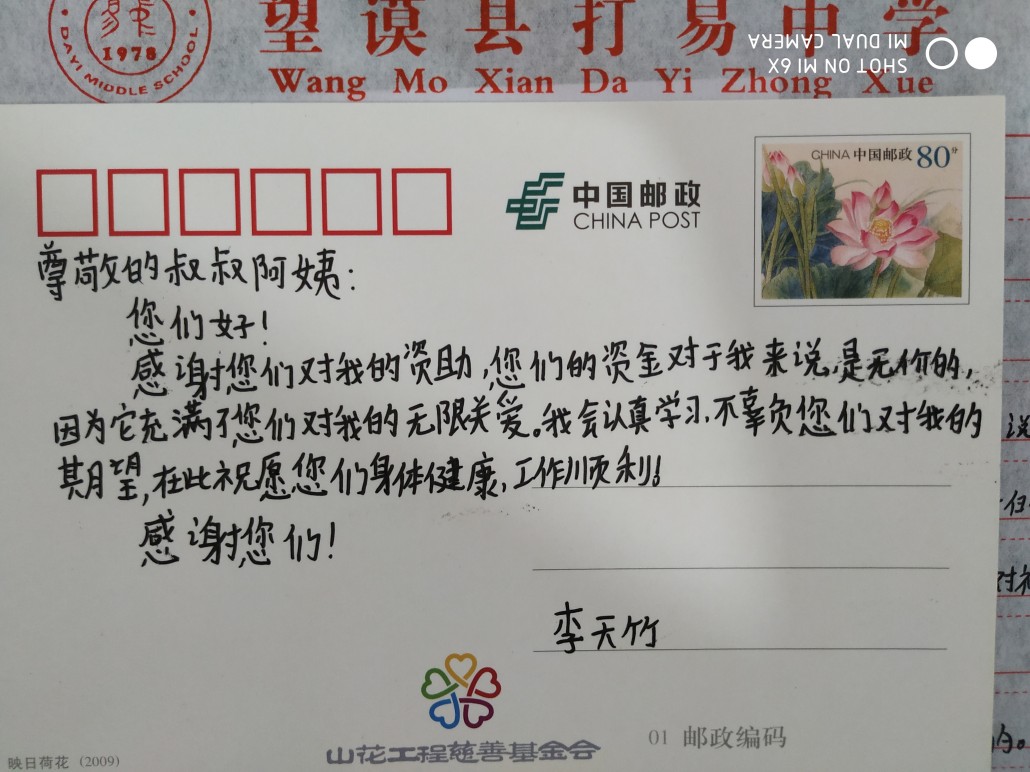 1978
DAYI MIDDLE SCHOOL
望谟县打易中学
Wang Mo Xian Da Yi Zhong Xue
SHOT ON MI 6X
MI DUAL CAMERA
中国邮政
CHINA POST
CHINA 中国邮政 80分
尊敬的叔叔阿姨:
您们好!
感谢您们对我的资助,您们的资金对于我来说,是无价的,
因为它充满了您们对我的无限关爱。我会认真学习,不辜负您们对我的
期望,在此祝愿您们身体健康,工作顺利!
感谢您们!
李天竹
山花工程慈善基金会
01 邮政编码
映日荷花 (2009)